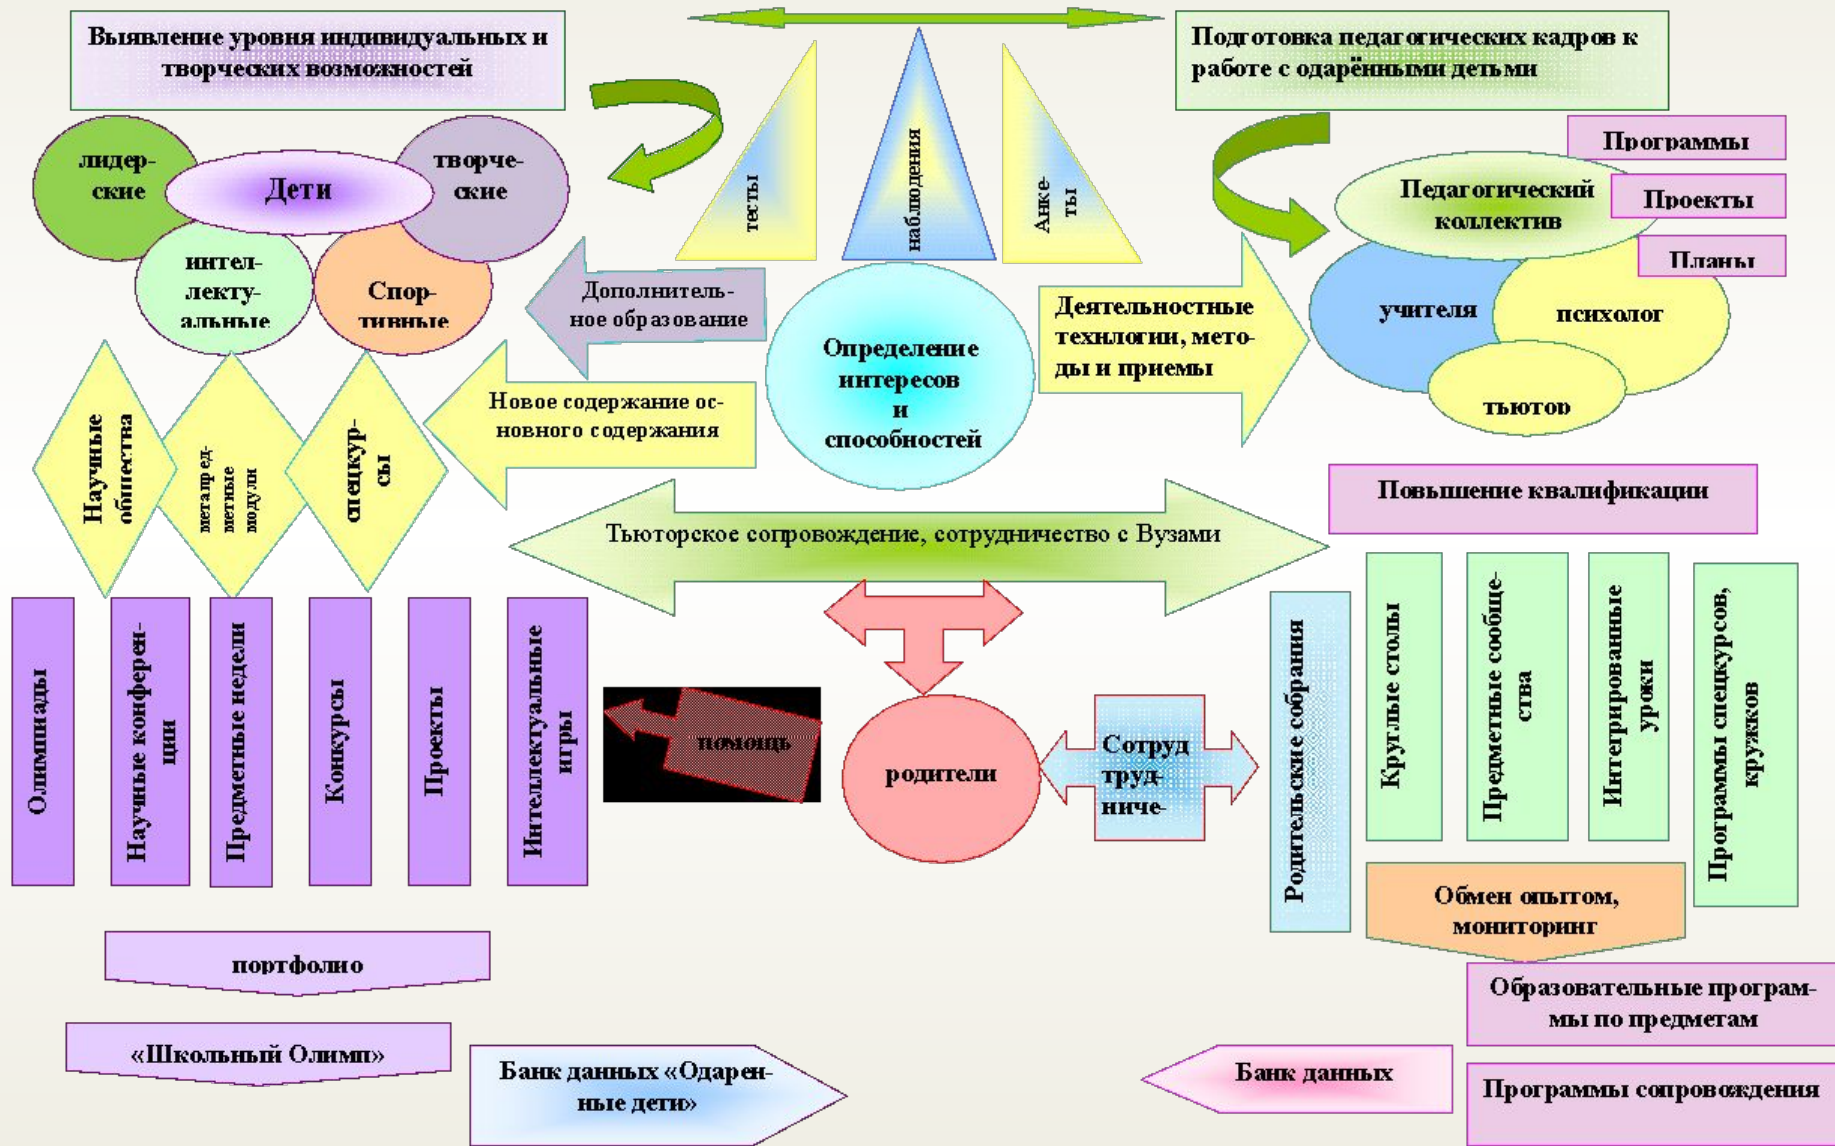 Выявление уровня индивидуальных и
творческих возможностей
Подготовка педагогических кадров к
работе с одарёнными детьми
лидер-
ские
Дети
творче-
ские
интел-
лекту-
альные
Спор-
тивные
тесты
наблюдения
Анке-
ты
Программы
Проекты
Планы
Педагогический
коллектив
учителя
психолог
тьютор
Дополнитель-
ное образование
Новое содержание ос-
новного содержания
Определение
интересов
и
способностей
Деятельностные
технлогии, мето-
ды и приемы
Научные
общества
метапред-
метные
модули
спецкур-
сы
Тьюторское сопровождение, сотрудничество с Вузами
Повышение квалификации
Олимпиады
Научные конферен-
ции
Предметные недели
Конкурсы
Проекты
Интеллектуальные
игры
помощь
родители
Сотруд
труд-
ниче-
Родительские собрания
Круглые столы
Предметные сообще-
ства
Интегрированные
уроки
Программы спецкурсов,
кружков
Обмен опытом,
мониторинг
портфолио
«Школьный Олимп»
Банк данных «Одарен-
ные дети»
Банк данных
Образовательные програм-
мы по предметам
Программы сопровождения